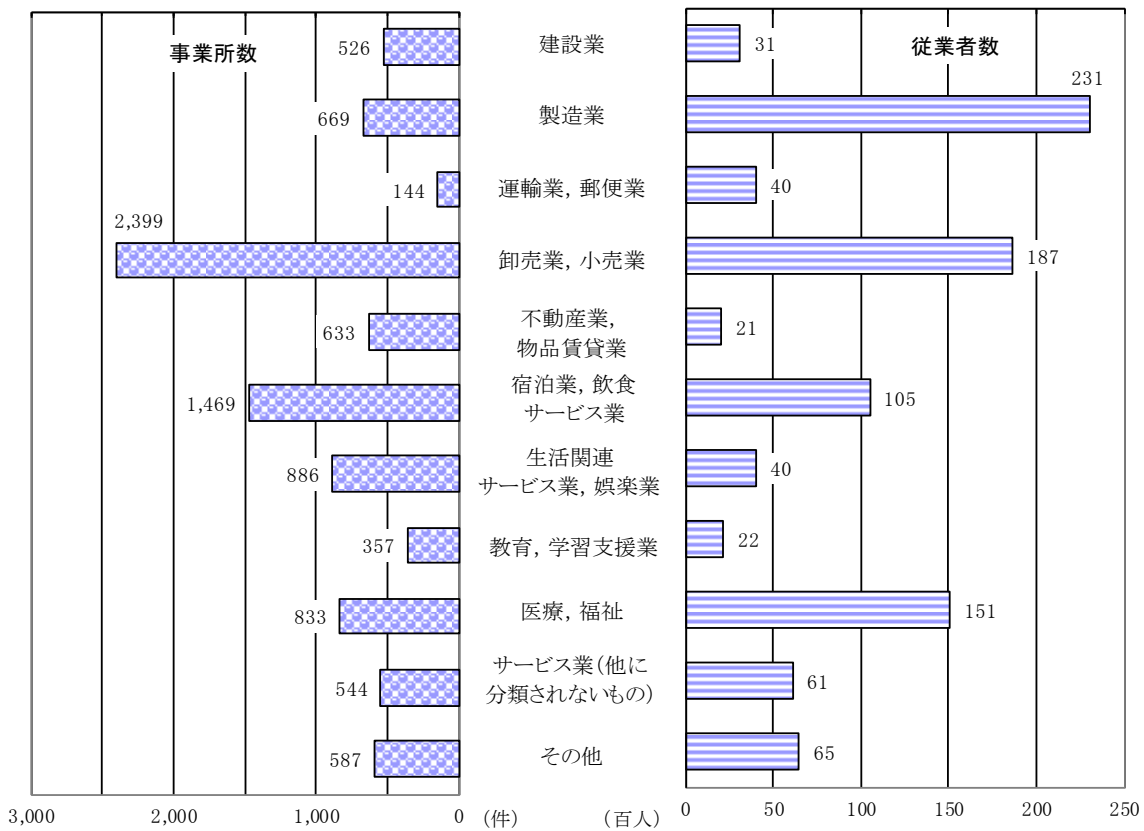 事業所数
従業者数
526 建設業 31
669 製造業 231
144 運輸業, 郵便業 40
2,399 卸売業, 小売業 187
633 不動産業, 21
物品賃貸業
1,469 宿泊業, 飲食 105
サービス業
886 生活関連 40
サービス業, 娯楽業
357 教育, 学習支援業 22
833 医療, 福祉 151
544 サービス業(他に 61
分類されないもの)
587 その他 65
3,000 2,000 1,000 0 (件) (百人) 0 50 100 150 200 250